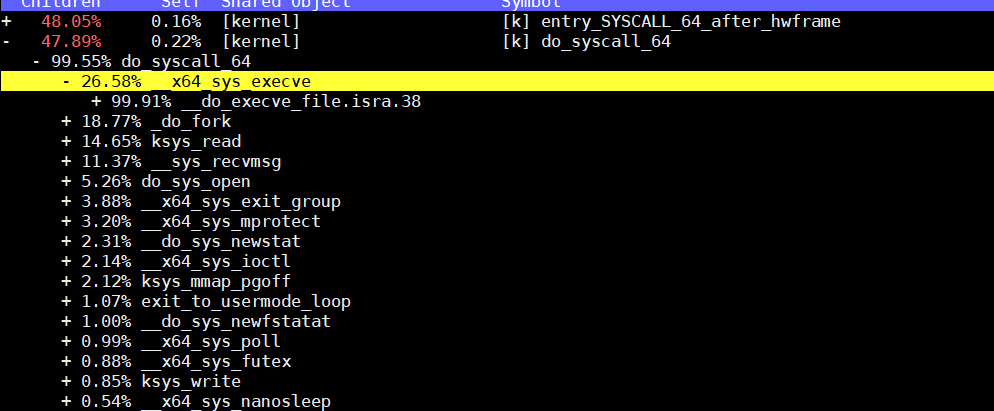 Children Self Shared Object Symbol
+ 48.05% 0.16% [kernel] [k] entry_SYSCALL_64_after_hwframe
- 47.89% 0.22% [kernel] [k] do_syscall_64
- 99.55% do_syscall_64
- 26.58% __x64_sys_execve
+ 99.91% __do_execve_file.isra.38
+ 18.77% _do_fork
+ 14.65% ksys_read
+ 11.37% __sys_recvmsg
+ 5.26% do_sys_open
+ 3.88% __x64_sys_exit_group
+ 3.20% __x64_sys_mprotect
+ 2.31% __do_sys_newstat
+ 2.14% __x64_sys_ioctl
+ 2.12% ksys_mmap_pgoff
+ 1.07% exit_to_usermode_loop
+ 1.00% __do_sys_newfstatat
+ 0.99% __x64_sys_poll
+ 0.88% __x64_sys_futex
+ 0.85% ksys_write
+ 0.54% __x64_sys_nanosleep